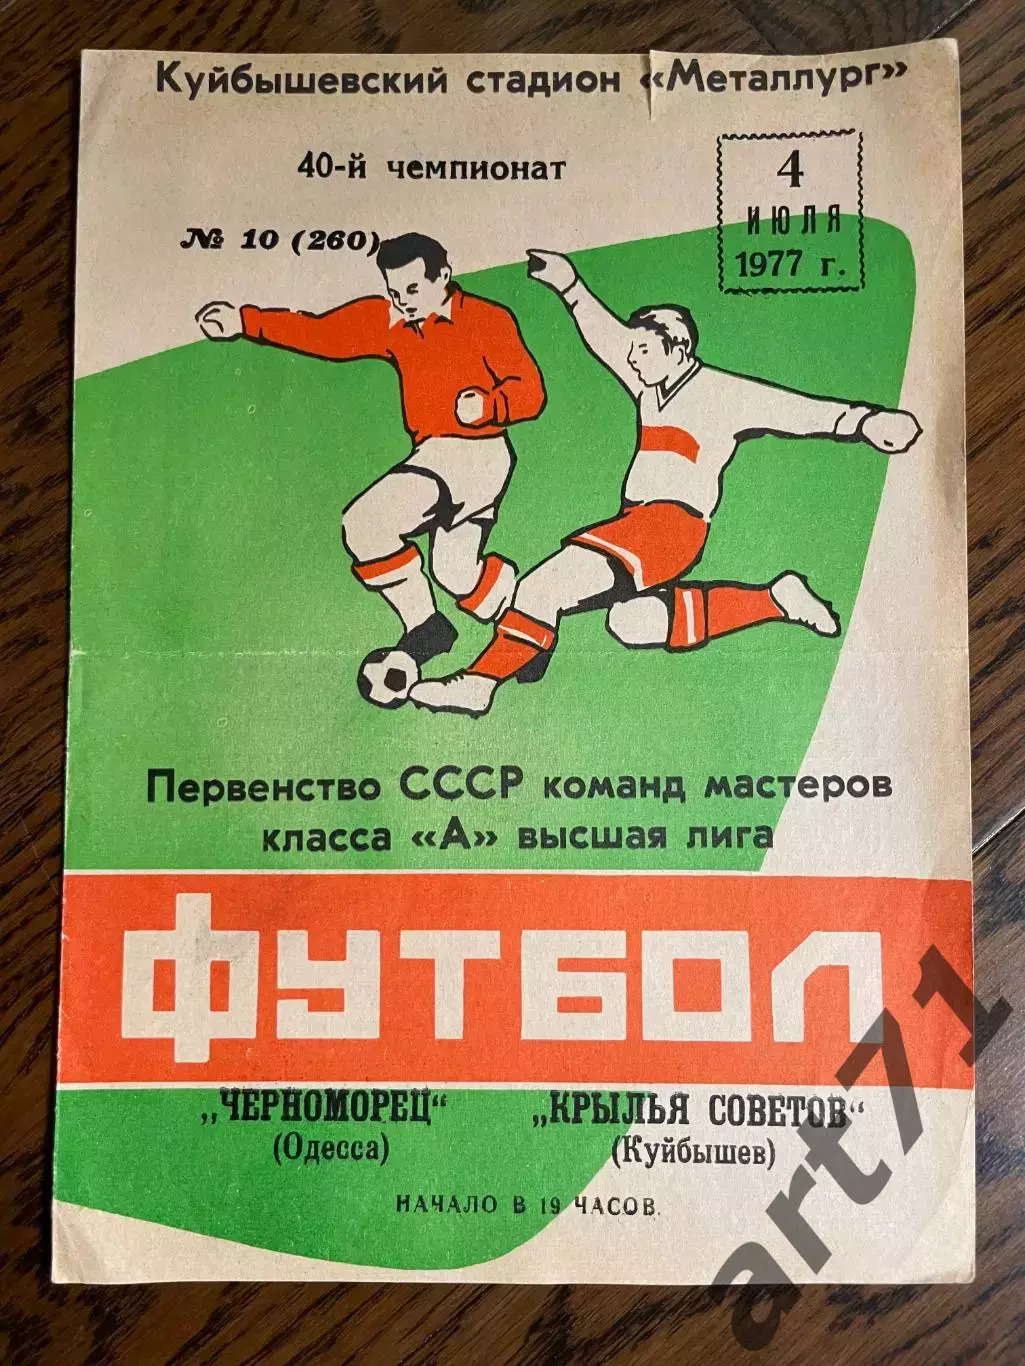 Куйбышевский стадион «Металлург»
40-й чемпионат
4
ИЮЛЯ
1977 г.
№ 10 (260)
Первенство СССР команд мастеров
класса «А» высшая лига
ФУТБОЛ
„ЧЕРНОМОРЕЦ“
(Одесса)
„КРЫЛЬЯ СОВЕТОВ“
(Куйбышев)
НАЧАЛО В 19 ЧАСОВ.
art71